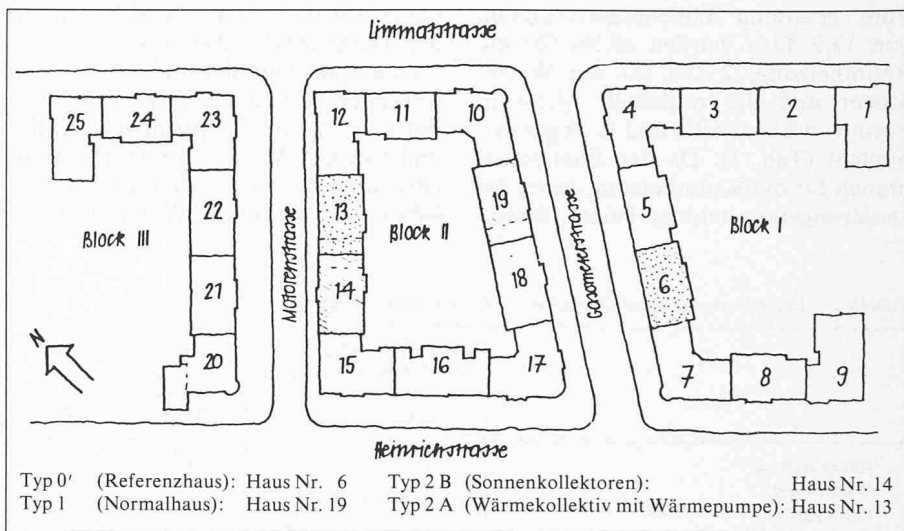 Limmatstrasse
25 24 23 12 11 10 4 3 2 1
22 13 19 5
Block III Block II Block I
21 14 18 6
Motorenstrasse
Gasometerstrasse
N
20 15 16 17 7 8 9
Heinrichstrasse
Typ 0' (Referenzhaus): Haus Nr. 6 Typ 2 B (Sonnenkollektoren): Haus Nr. 14
Typ 1 (Normalhaus): Haus Nr. 19 Typ 2 A (Wärmekollektiv mit Wärmepumpe): Haus Nr. 13